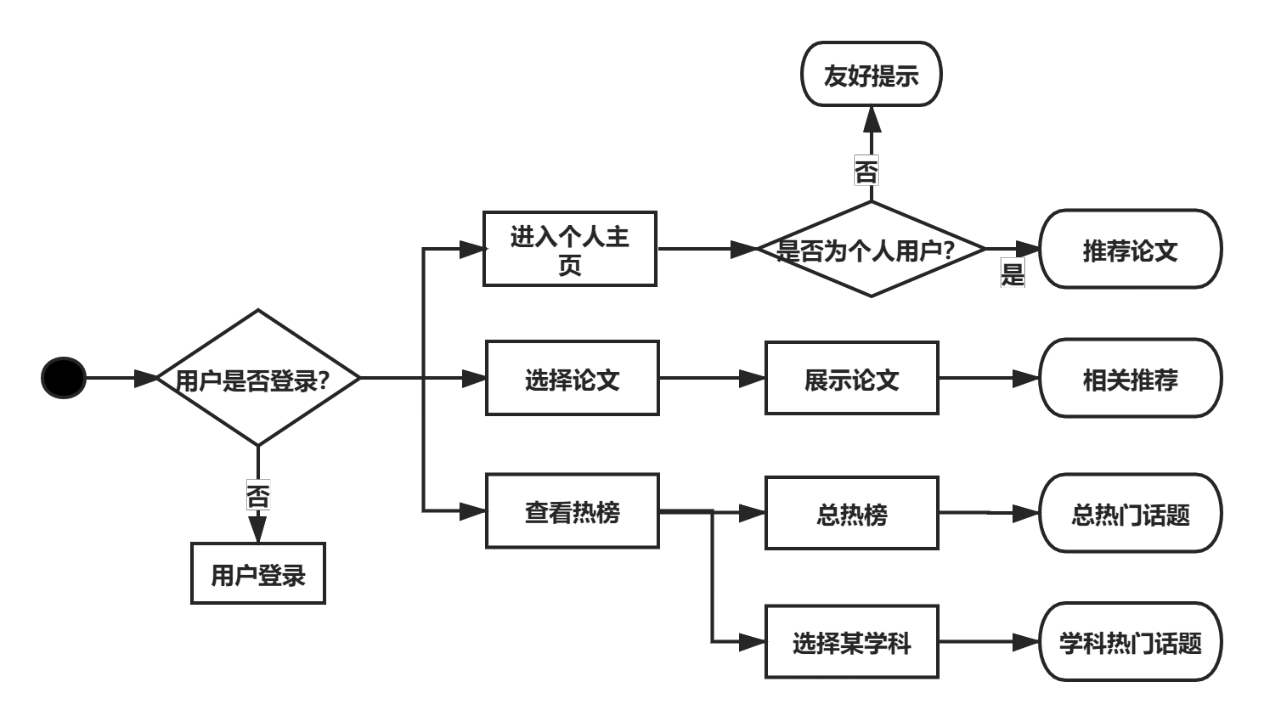 友好提示
否
进入个人主
页
是否为个人用户？
是
推荐论文
用户是否登录？
选择论文
展示论文
相关推荐
否
用户登录
查看热榜
总热榜
总热门话题
选择某学科
学科热门话题